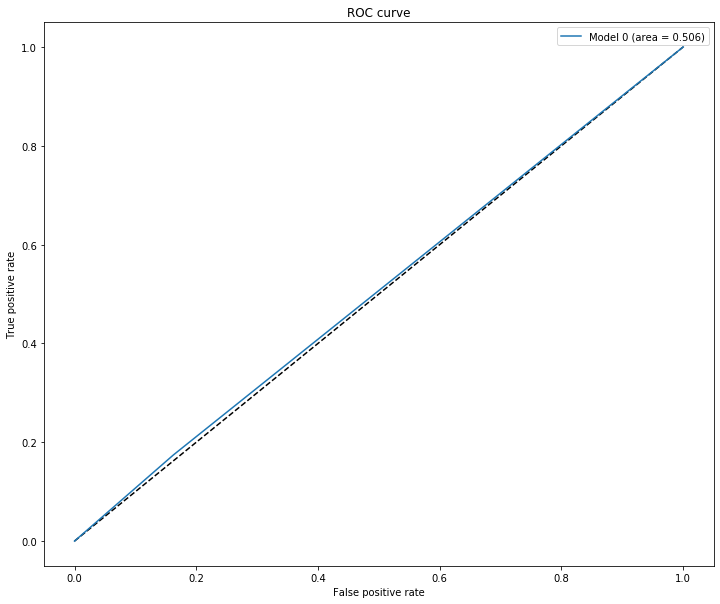 ROC curve
Model 0 (area = 0.506)
1.0
0.8
0.6
0.4
0.2
0.0
True positive rate
0.0 0.2 0.4 0.6 0.8 1.0
False positive rate